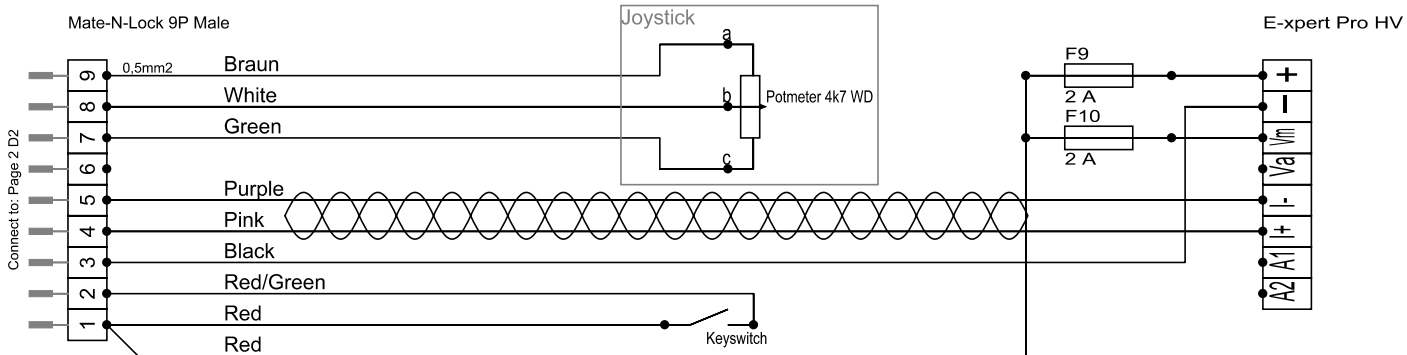 Mate-N-Lock 9P Male
Joystick
E-xpert Pro HV
a
F9
9
0,5mm2
Braun
+
2 A
8
White
b
Potmeter 4k7 WD
-
F10
7
Green
Vm
2 A
c
6
Va
Connect to: Page 2 D2
5
Purple
I-
4
Pink
I+
3
Black
A1
2
Red/Green
A2
1
Red
Keyswitch
Red